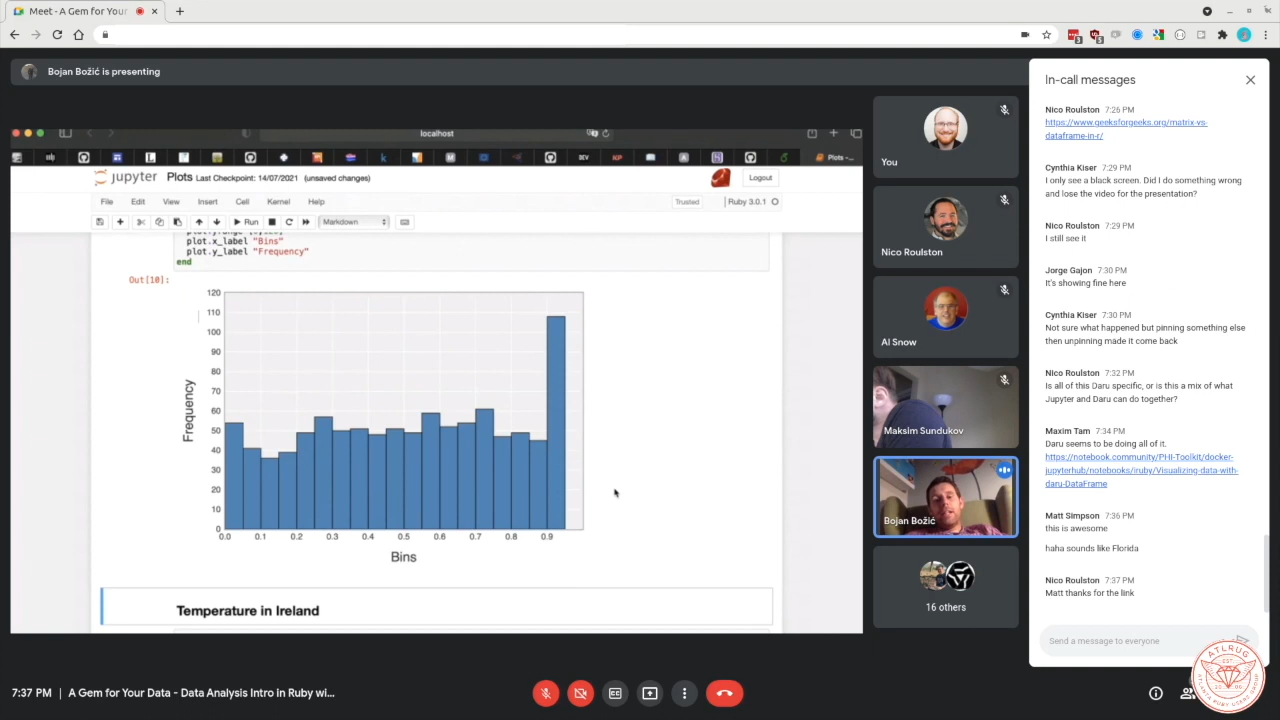 Meet - A Gem for Your
Bojan Božić is presenting
localhost
Plots -...
jupyter Plots Last Checkpoint: 14/07/2021 (unsaved changes)
Logout
File Edit View Insert Cell Kernel Help
Trusted
Ruby 3.0.1
Run
Markdown
plot.x_label "Bins"
plot.y_label "Frequency"
end
Out[10]:
120
110
100
90
80
70
60
50
40
30
20
10
0
Frequency
0.0 0.1 0.2 0.3 0.4 0.5 0.6 0.7 0.8 0.9
Bins
Temperature in Ireland
You
Nico Roulston
Al Snow
Maksim Sundukov
Bojan Božić
16 others
In-call messages
Nico Roulston 7:26 PM
https://www.geeksforgeeks.org/matrix-vs-
dataframe-in-r/
Cynthia Kiser 7:29 PM
I only see a black screen. Did I do something wrong
and lose the video for the presentation?
Nico Roulston 7:29 PM
I still see it
Jorge Gajon 7:30 PM
It's showing fine here
Cynthia Kiser 7:30 PM
Not sure what happened but pinning something else
then unpinning made it come back
Nico Roulston 7:32 PM
Is all of this Daru specific, or is this a mix of what
Jupyter and Daru can do together?
Maxim Tam 7:34 PM
Daru seems to be doing all of it.
https://notebook.community/PHI-Toolkit/docker-
jupyterhub/notebooks/iruby/Visualizing-data-with-
daru-DataFrame
Matt Simpson 7:36 PM
this is awesome
haha sounds like Florida
Nico Roulston 7:37 PM
Matt thanks for the link
Send a message to everyone
7:37 PM | A Gem for Your Data - Data Analysis Intro in Ruby wi...
ATLRUG
EST.
ATLANTA RUBY USERS GROUP